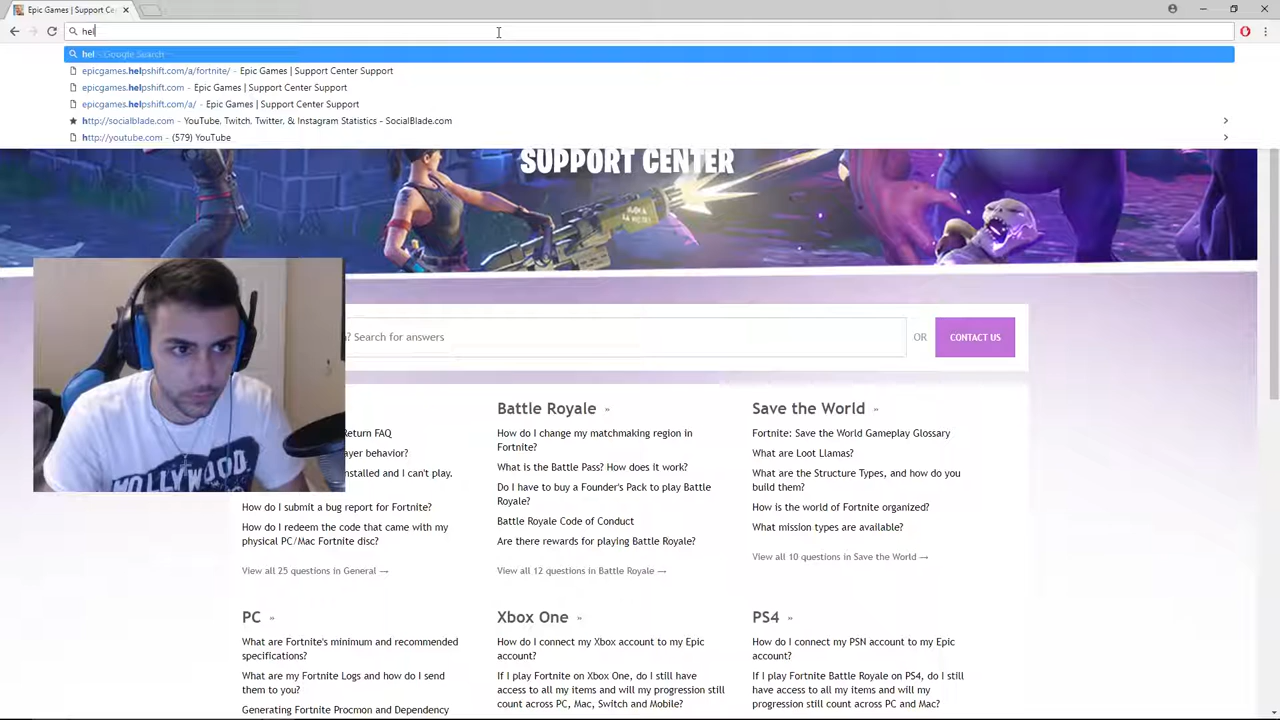 Epic Games | Support Ce
hel
hel - Google Search
epicgames.helpshift.com/a/fortnite/ - Epic Games | Support Center Support
epicgames.helpshift.com - Epic Games | Support Center Support
epicgames.helpshift.com/a/ - Epic Games | Support Center Support
http://socialblade.com - YouTube, Twitch, Twitter, & Instagram Statistics - SocialBlade.com
http://youtube.com - (579) YouTube
SUPPORT CENTER
? Search for answers
OR
CONTACT US
Return FAQ
ayer behavior?
nstalled and I can't play.
How do I submit a bug report for Fortnite?
How do I redeem the code that came with my
physical PC/Mac Fortnite disc?
View all 25 questions in General →
Battle Royale »
How do I change my matchmaking region in
Fortnite?
What is the Battle Pass? How does it work?
Do I have to buy a Founder's Pack to play Battle
Royale?
Battle Royale Code of Conduct
Are there rewards for playing Battle Royale?
View all 12 questions in Battle Royale →
Save the World »
Fortnite: Save the World Gameplay Glossary
What are Loot Llamas?
What are the Structure Types, and how do you
build them?
How is the world of Fortnite organized?
What mission types are available?
View all 10 questions in Save the World →
HOLLYWOOD
PC »
What are Fortnite's minimum and recommended
specifications?
What are my Fortnite Logs and how do I send
them to you?
Generating Fortnite Procmon and Dependency
Xbox One »
How do I connect my Xbox account to my Epic
account?
If I play Fortnite on Xbox One, do I still have
access to all my items and will my progression still
count across PC, Mac, Switch and Mobile?
PS4 »
How do I connect my PSN account to my Epic
account?
If I play Fortnite Battle Royale on PS4, do I still
have access to all my items and will my progression
still count across PC and Mac?